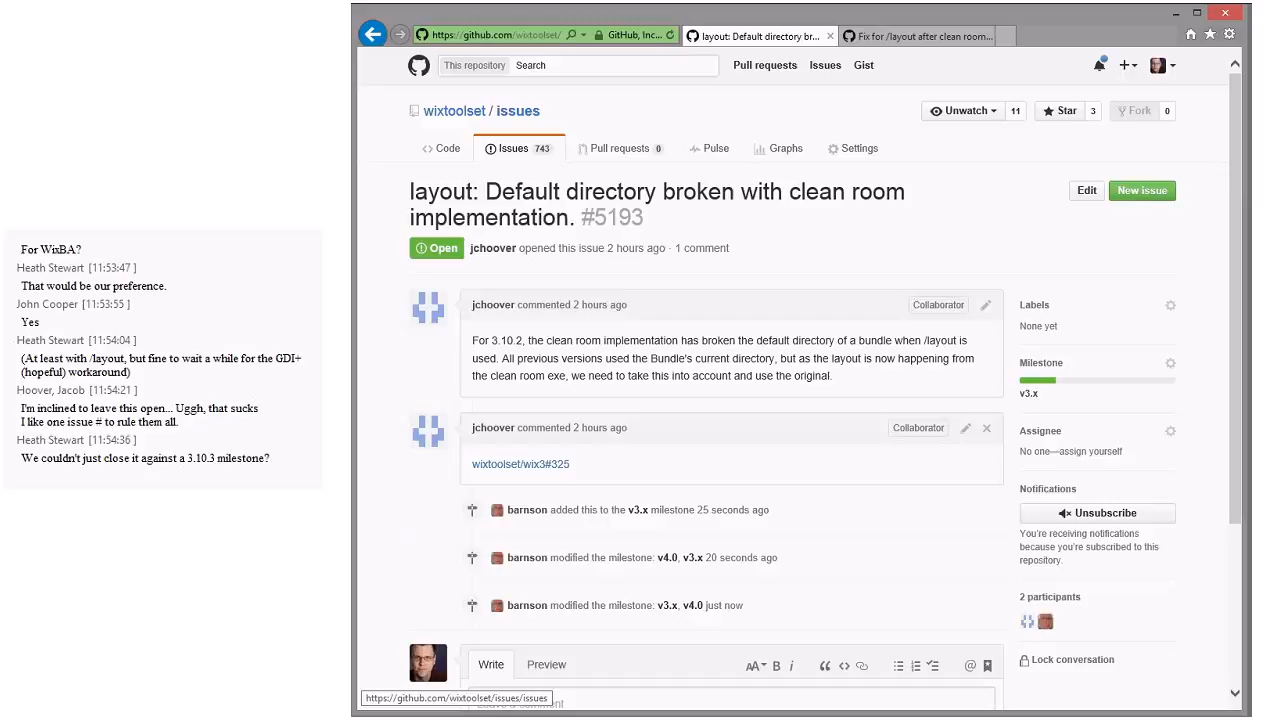 For WixBA?
Heath Stewart [11:53:47 ]
That would be our preference.
John Cooper [11:53:55 ]
Yes
Heath Stewart [11:54:04 ]
(At least with /layout, but fine to wait a while for the GDI+
(hopeful) workaround)
Hoover, Jacob [11:54:21 ]
I'm inclined to leave this open... Uggh, that sucks
I like one issue # to rule them all.
Heath Stewart [11:54:36 ]
We couldn't just close it against a 3.10.3 milestone?
https://github.com/wixtoolset/ GitHub, Inc... layout: Default directory br... Fix for /layout after clean room...
This repository Search Pull requests Issues Gist
wixtoolset / issues Unwatch 11 Star 3 Fork 0
Code Issues 743 Pull requests 0 Pulse Graphs Settings
layout: Default directory broken with clean room
implementation. #5193
Edit New issue
Open jchoover opened this issue 2 hours ago · 1 comment
jchoover commented 2 hours ago Collaborator
For 3.10.2, the clean room implementation has broken the default directory of a bundle when /layout is
used. All previous versions used the Bundle's current directory, but as the layout is now happening from
the clean room exe, we need to take this into account and use the original.
jchoover commented 2 hours ago Collaborator
wixtoolset/wix3#325
barnson added this to the v3.x milestone 25 seconds ago
barnson modified the milestone: v4.0, v3.x 20 seconds ago
barnson modified the milestone: v3.x, v4.0 just now
Labels
None yet
Milestone
v3.x
Assignee
No one—assign yourself
Notifications
Unsubscribe
You're receiving notifications
because you're subscribed to this
repository.
2 participants
Lock conversation
Write Preview AA B i @
https://github.com/wixtoolset/issues/issues
Leave a comment